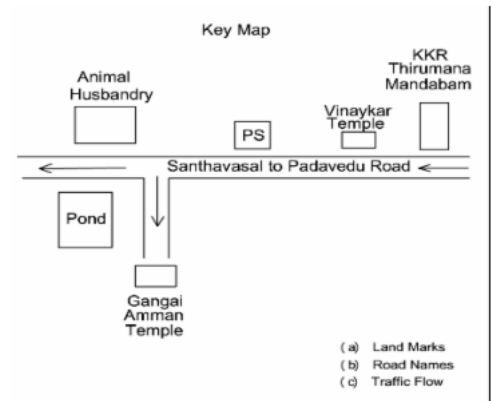 Key Map
KKR
Thirumana
Mandabam
Animal
Husbandry
Vinaykar
Temple
PS
Santhavasal to Padavedu Road
Pond
Gangai
Amman
Temple
(a) Land Marks
(b) Road Names
(c) Traffic Flow